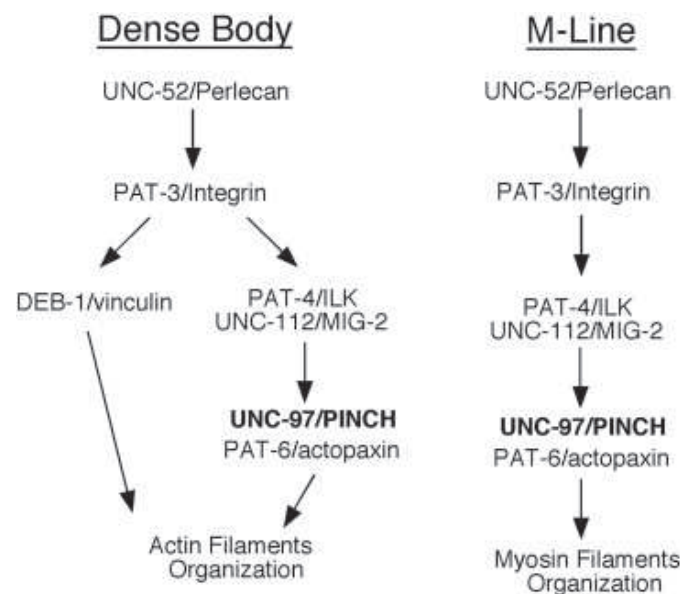 Dense Body
UNC-52/Perlecan
PAT-3/Integrin
DEB-1/vinculin
PAT-4/ILK
UNC-112/MIG-2
UNC-97/PINCH
PAT-6/actopaxin
Actin Filaments
Organization
M-Line
UNC-52/Perlecan
PAT-3/Integrin
PAT-4/ILK
UNC-112/MIG-2
UNC-97/PINCH
PAT-6/actopaxin
Myosin Filaments
Organization